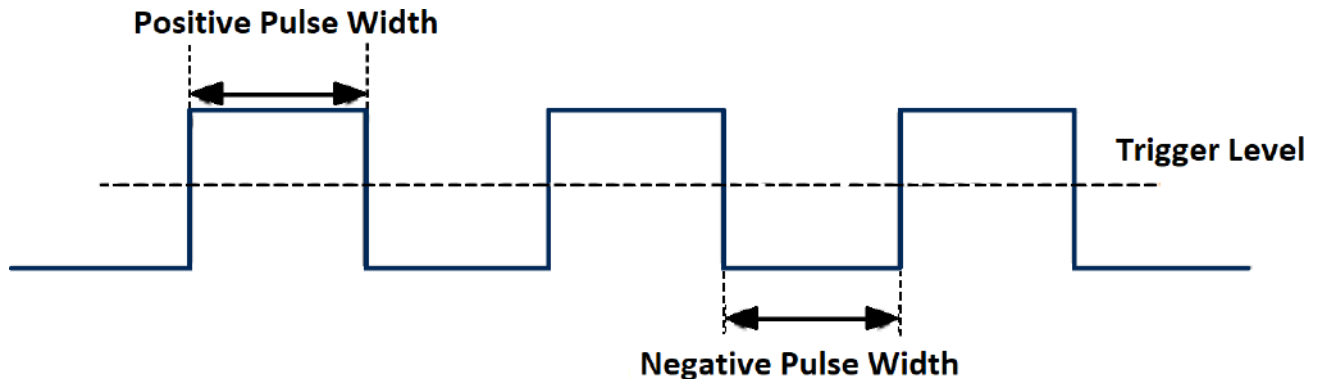 Positive Pulse Width
Trigger Level
Negative Pulse Width